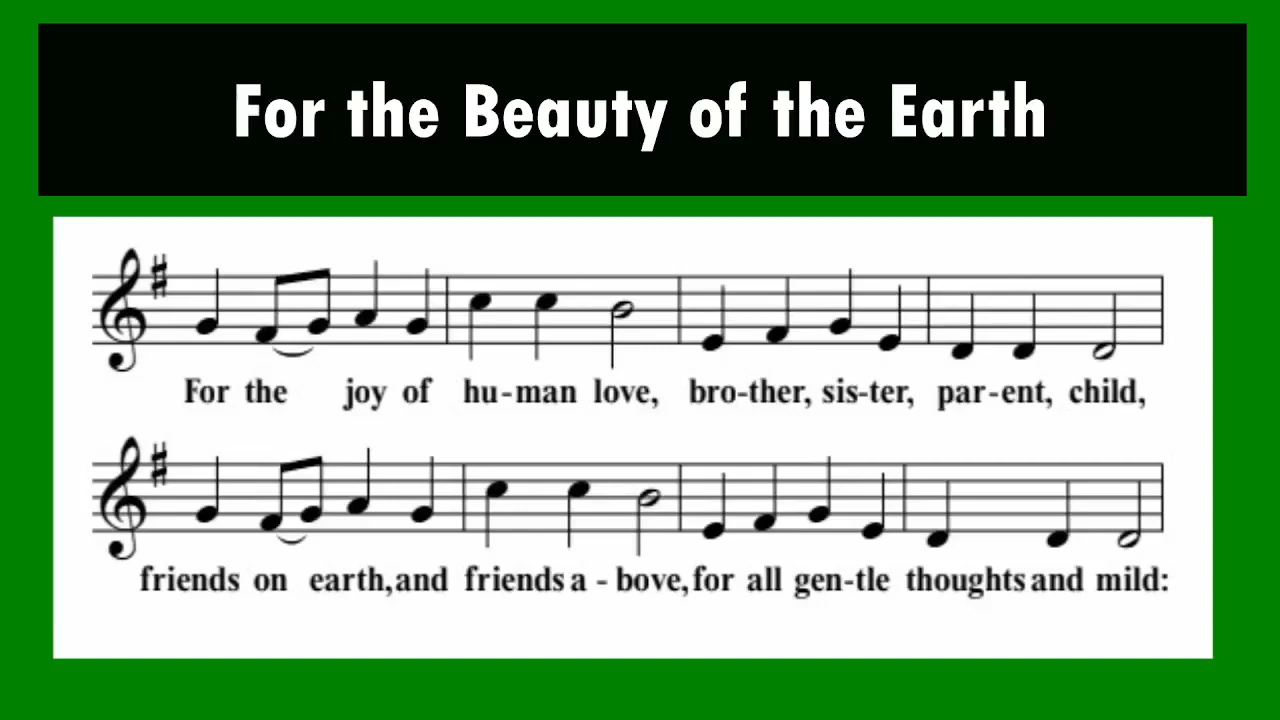 For the Beauty of the Earth
For the joy of hu-man love, bro-ther, sis-ter, par-ent, child,
friends on earth, and friends a - bove, for all gen-tle thoughts and mild: